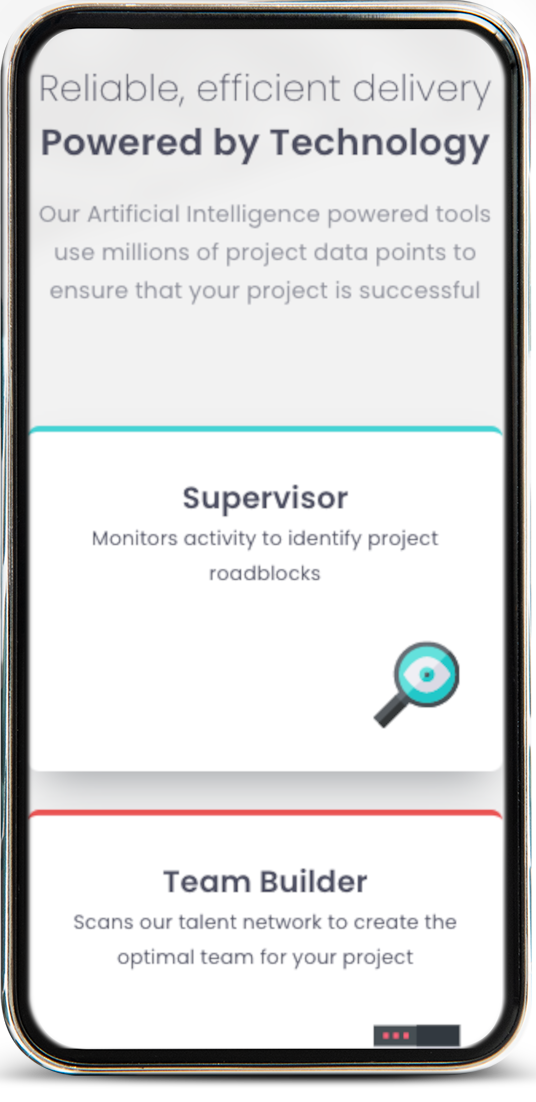 Reliable, efficient delivery
Powered by Technology
Our Artificial Intelligence powered tools
use millions of project data points to
ensure that your project is successful
Supervisor
Monitors activity to identify project
roadblocks
Team Builder
Scans our talent network to create the
optimal team for your project